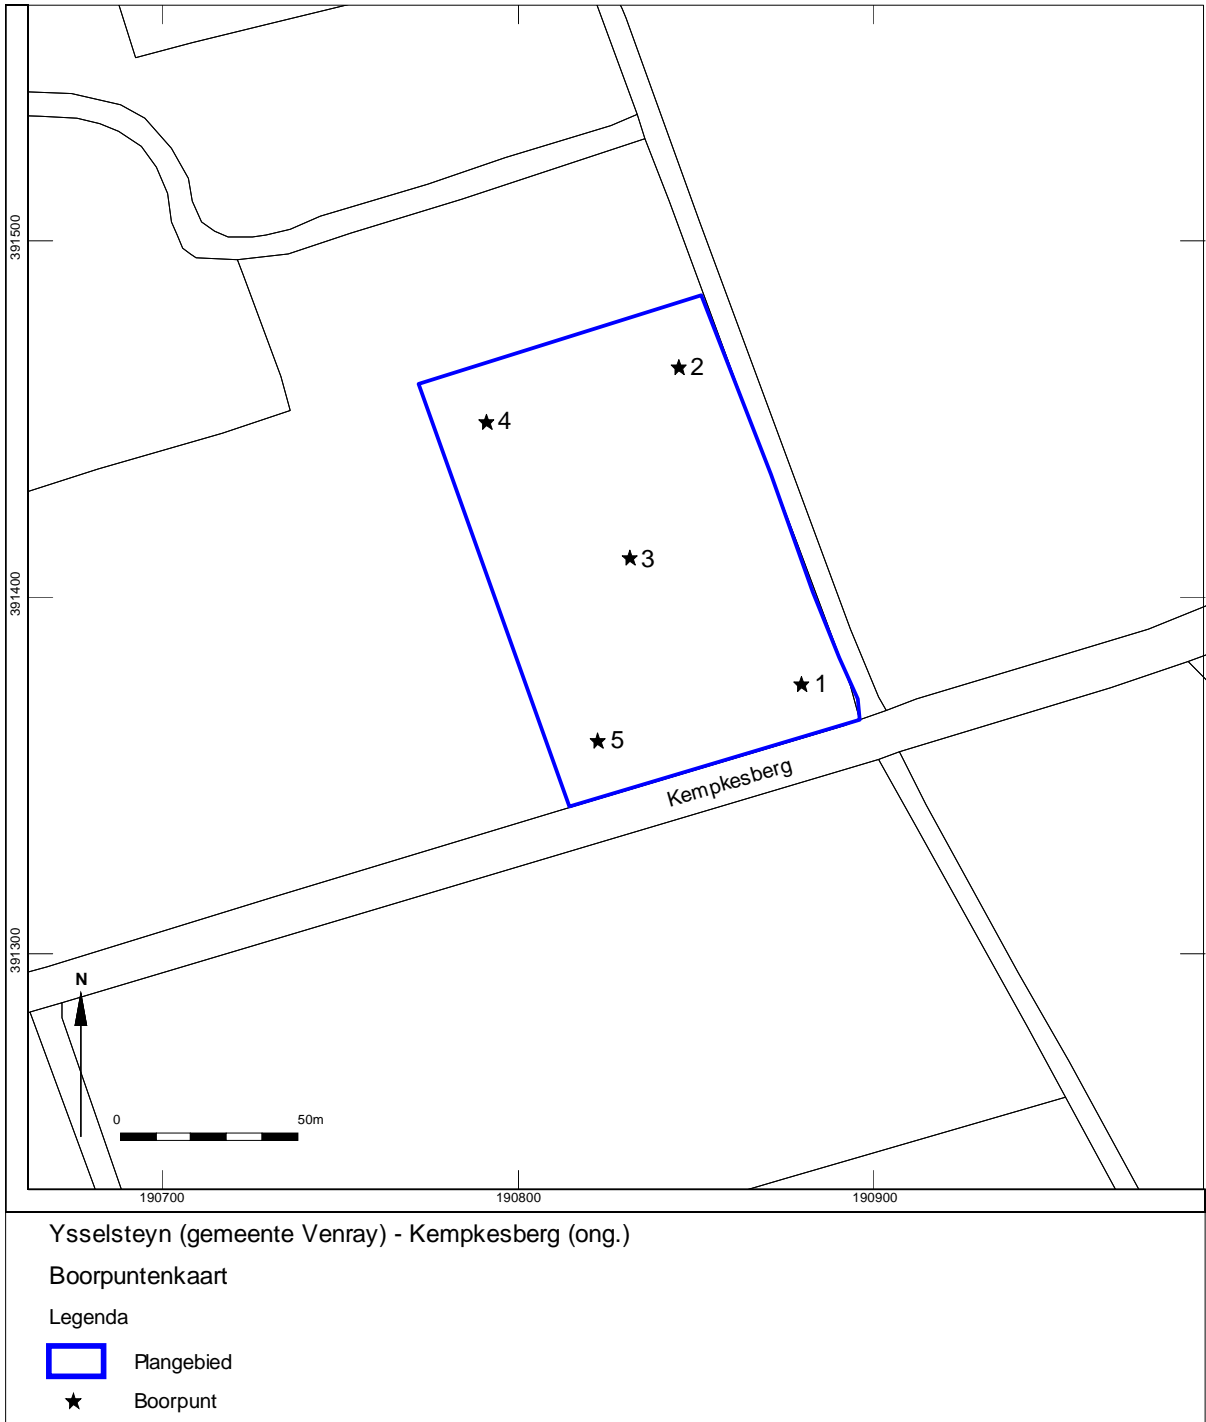 391500
391400
391300
2
4
3
1
5
Kempkesberg
N
0 50m
190700 190800 190900
Ysselsteyn (gemeente Venray) - Kempkesberg (ong.)
Boorpuntenkaart
Legenda
Plangebied
Boorpunt